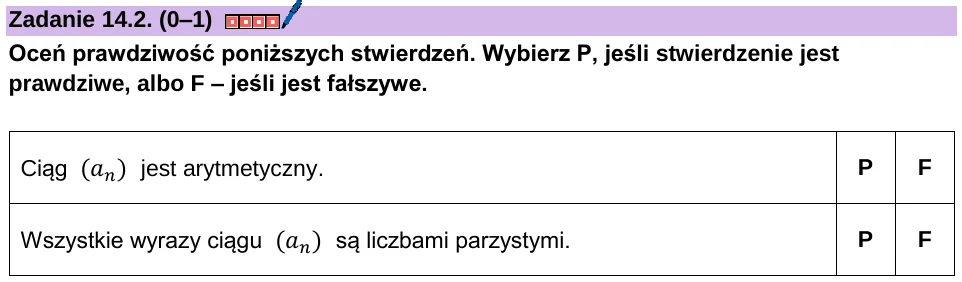 Zadanie 14.2. (0–1)
Oceń prawdziwość poniższych stwierdzeń. Wybierz P, jeśli stwierdzenie jest
prawdziwe, albo F – jeśli jest fałszywe.
Ciąg (aₙ) jest arytmetyczny. P F
Wszystkie wyrazy ciągu (aₙ) są liczbami parzystymi. P F